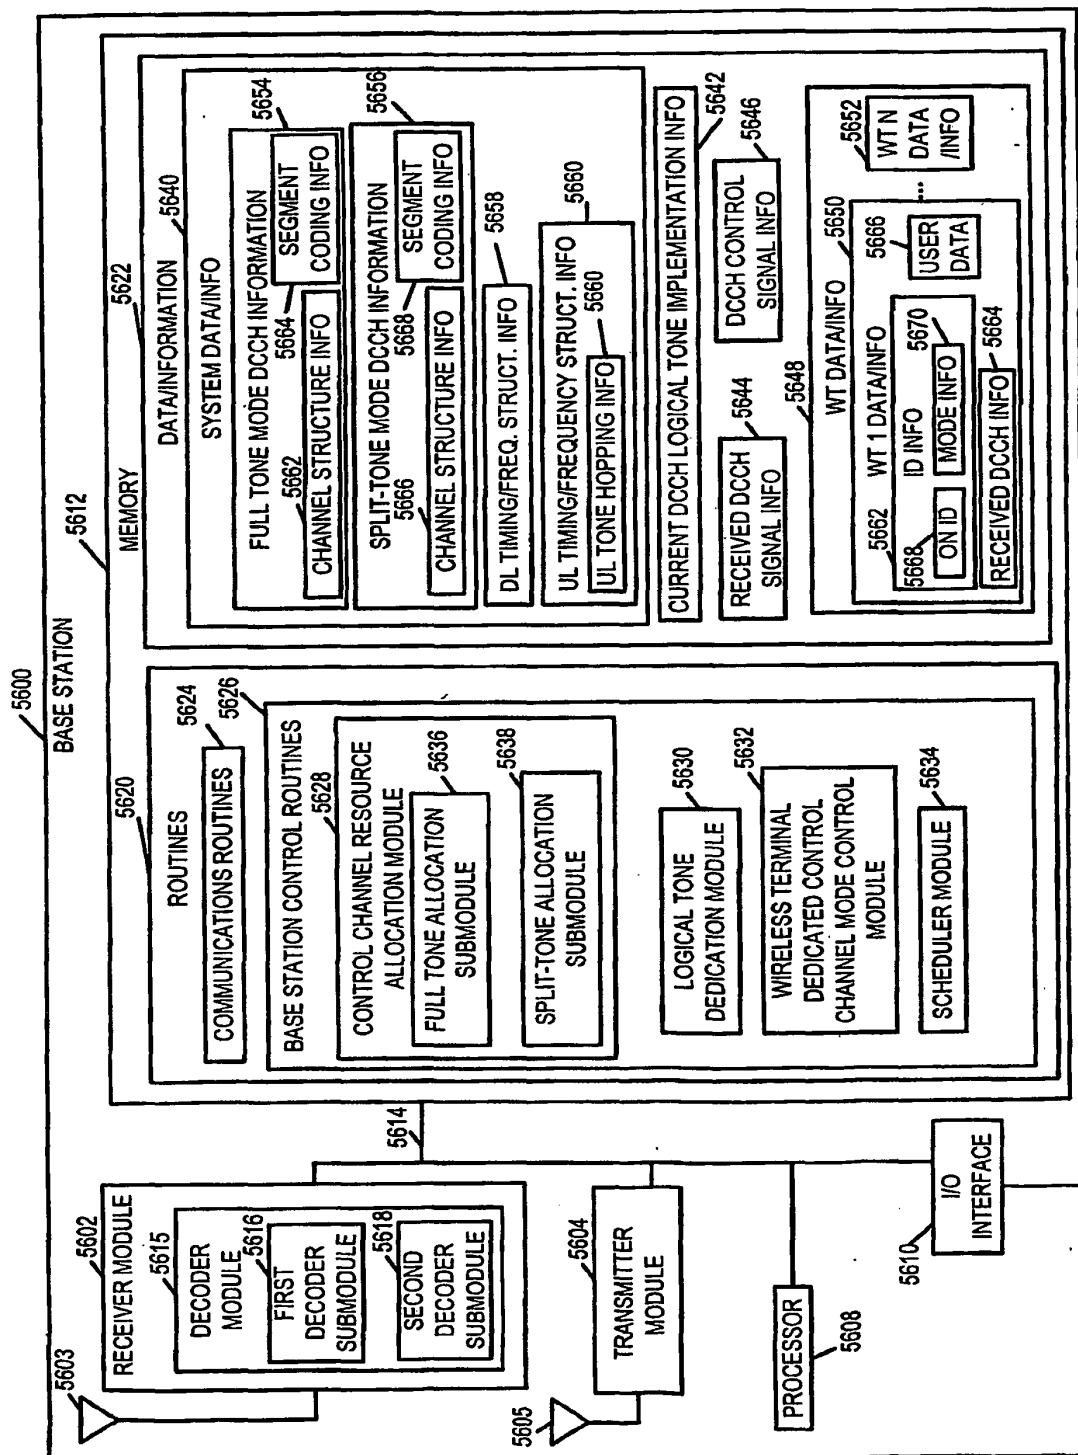 5600
BASE STATION
5612
5603
5602
RECEIVER MODULE
5615
DECODER
MODULE
5616
FIRST
DECODER
SUBMODULE
5618
SECOND
DECODER
SUBMODULE
5605
5604
TRANSMITTER
MODULE
PROCESSOR
5608
5610
I/O
INTERFACE
5614
MEMORY
5620
ROUTINES
5624
COMMUNICATIONS ROUTINES
5626
BASE STATION CONTROL ROUTINES
5628
CONTROL CHANNEL RESOURCE
ALLOCATION MODULE
5636
FULL TONE ALLOCATION
SUBMODULE
5638
SPLIT-TONE ALLOCATION
SUBMODULE
5630
LOGICAL TONE
DEDICATION MODULE
5632
WIRELESS TERMINAL
DEDICATED CONTROL
CHANNEL MODE CONTROL
MODULE
5634
SCHEDULER MODULE
5622
DATA/INFORMATION
5640
SYSTEM DATA/INFO
5654
FULL TONE MODE DCCH INFORMATION
5662
CHANNEL STRUCTURE INFO
5664
SEGMENT
CODING INFO
5656
SPLIT-TONE MODE DCCH INFORMATION
5666
CHANNEL STRUCTURE INFO
5668
SEGMENT
CODING INFO
5658
DL TIMING/FREQ. STRUCT. INFO
5660
UL TIMING/FREQUENCY STRUCT. INFO
5660
UL TONE HOPPING INFO
5642
CURRENT DCCH LOGICAL TONE IMPLEMENTATION INFO
5644
RECEIVED DCCH
SIGNAL INFO
5646
DCCH CONTROL
SIGNAL INFO
5648
WT DATA/INFO
5650
WT 1 DATA/INFO
5662
ID INFO
5668
ON ID
5670
MODE INFO
5664
RECEIVED DCCH INFO
5666
USER
DATA
...
5652
WT N
DATA
/INFO